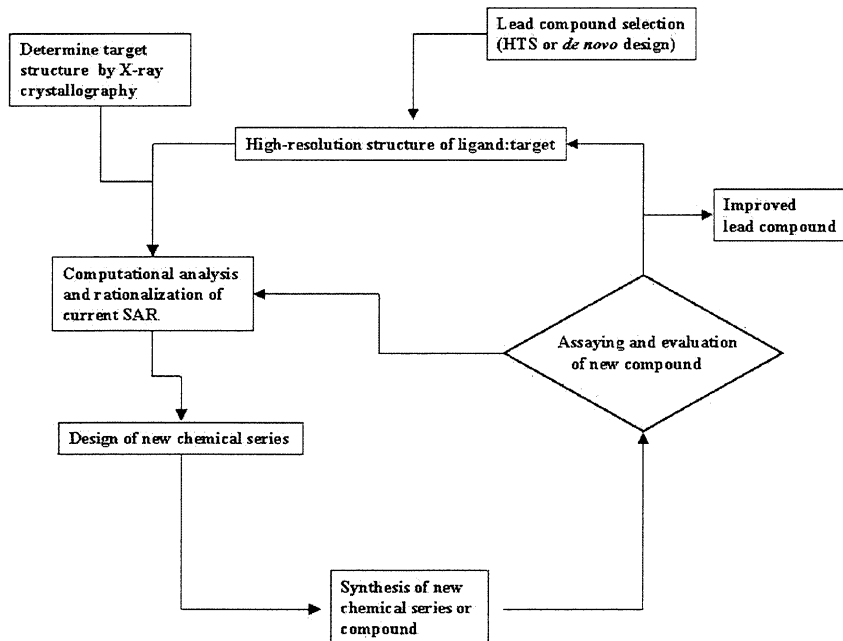 Lead compound selection
(HTS or de novo design)
Determine target
structure by X-ray
crystallography
High-resolution structure of ligand:target
Improved
lead compound
Computational analysis
and rationalization of
current SAR.
Assaying and evaluation
of new compound
Design of new chemical series
Synthesis of new
chemical series or
compound